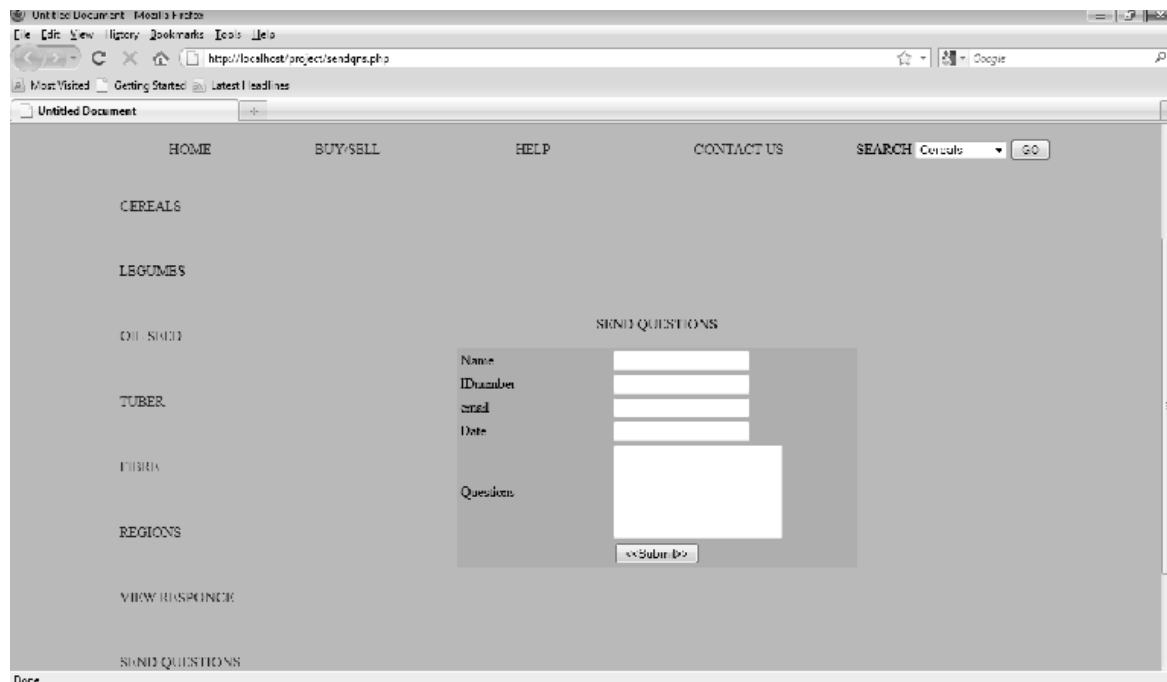 Untitled Document - Mozilla Firefox
File Edit View History Bookmarks Tools Help
http://localhost/project/sendqns.php
Google
Most Visited Getting Started Latest Headlines
Untitled Document
HOME BUY/SELL HELP CONTACT US SEARCH Cereals GO
CEREALS
LEGUMES
OIL SEED
TUBER
FIBRE
REGIONS
VIEW RESPONCE
SEND QUESTIONS
SEND QUESTIONS
Name
IDnumber
email
Date
Questions
<<Submit>>
Done